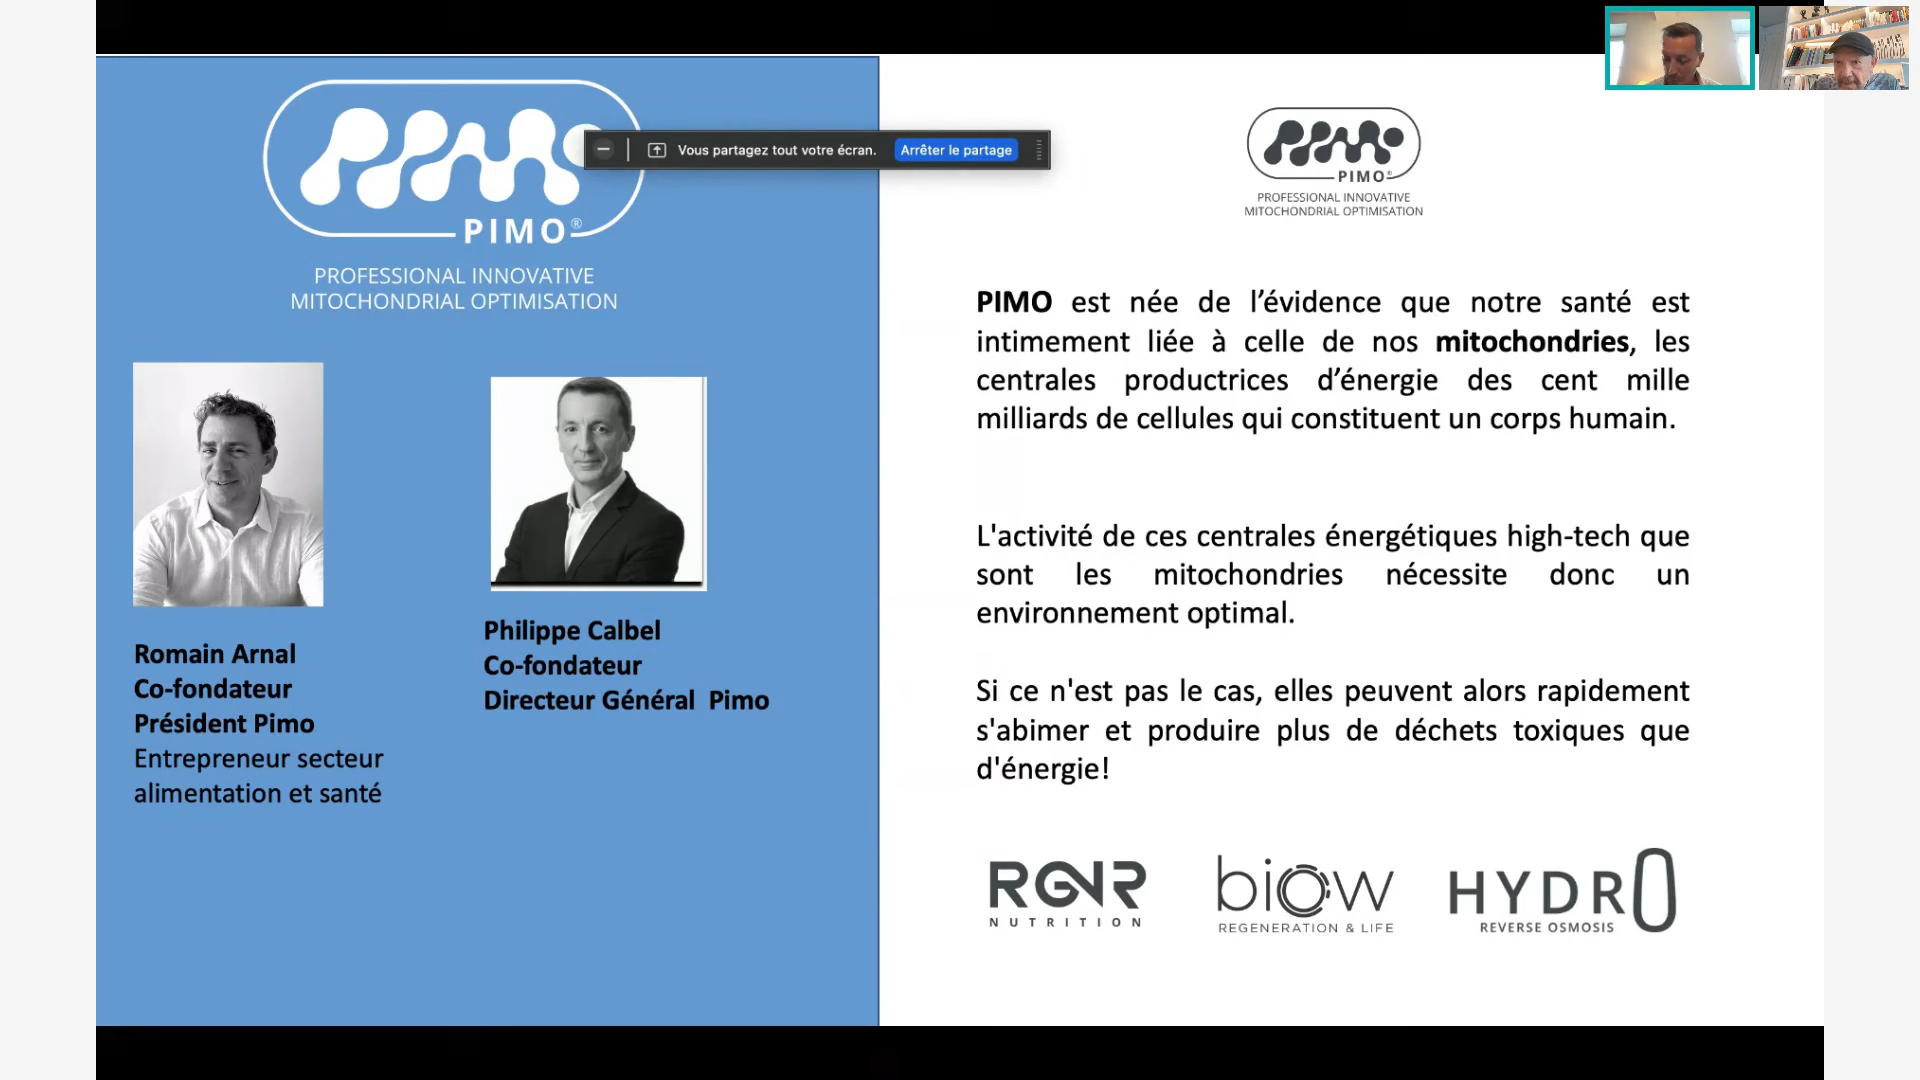 PIMO®
PROFESSIONAL INNOVATIVE
MITOCHONDRIAL OPTIMISATION
Vous partagez tout votre écran. Arrêter le partage
Romain Arnal
Co-fondateur
Président Pimo
Entrepreneur secteur
alimentation et santé
Philippe Calbel
Co-fondateur
Directeur Général Pimo
PIMO®
PROFESSIONAL INNOVATIVE
MITOCHONDRIAL OPTIMISATION
PIMO est née de l’évidence que notre santé est
intimement liée à celle de nos mitochondries, les
centrales productrices d’énergie des cent mille
milliards de cellules qui constituent un corps humain.
L'activité de ces centrales énergétiques high-tech que
sont les mitochondries nécessite donc un
environnement optimal.
Si ce n'est pas le cas, elles peuvent alors rapidement
s'abimer et produire plus de déchets toxiques que
d'énergie!
RGNR
NUTRITION
biow
REGENERATION & LIFE
HYDRO
REVERSE OSMOSIS